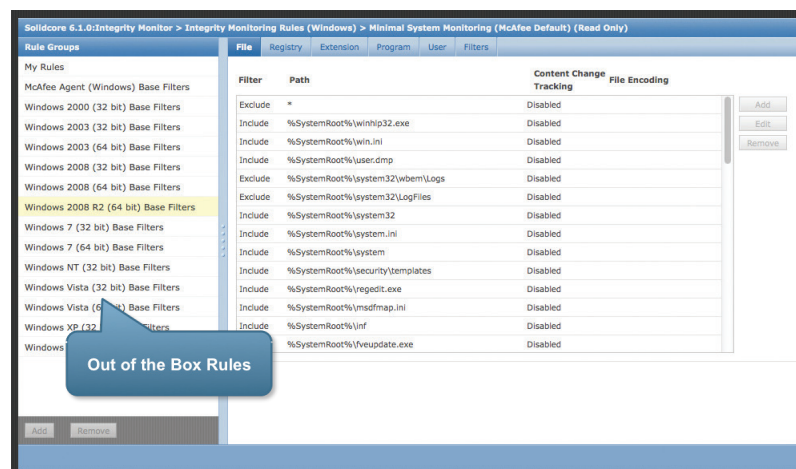 Solidcore 6.1.0:Integrity Monitor > Integrity Monitoring Rules (Windows) > Minimal System Monitoring (McAfee Default) (Read Only)
Rule Groups
My Rules
McAfee Agent (Windows) Base Filters
Windows 2000 (32 bit) Base Filters
Windows 2003 (32 bit) Base Filters
Windows 2003 (64 bit) Base Filters
Windows 2008 (32 bit) Base Filters
Windows 2008 (64 bit) Base Filters
Windows 2008 R2 (64 bit) Base Filters
Windows 7 (32 bit) Base Filters
Windows 7 (64 bit) Base Filters
Windows NT (32 bit) Base Filters
Windows Vista (32 bit) Base Filters
Windows Vista (6 bit) Base Filters
Windows XP (32 Filters
Windows
Out of the Box Rules
Add Remove
File Registry Extension Program User Filters
Filter Path Content Change Tracking File Encoding
Exclude * Disabled
Include %SystemRoot%\winhlp32.exe Disabled
Include %SystemRoot%\win.ini Disabled
Include %SystemRoot%\user.dmp Disabled
Exclude %SystemRoot%\system32\wbem\Logs Disabled
Exclude %SystemRoot%\system32\LogFiles Disabled
Include %SystemRoot%\system32 Disabled
Include %SystemRoot%\system.ini Disabled
Include %SystemRoot%\system Disabled
Include %SystemRoot%\security\templates Disabled
Include %SystemRoot%\regedit.exe Disabled
Include %SystemRoot%\msdfmap.ini Disabled
Include %SystemRoot%\inf Disabled
%SystemRoot%\fveupdate.exe Disabled
Add
Edit
Remove